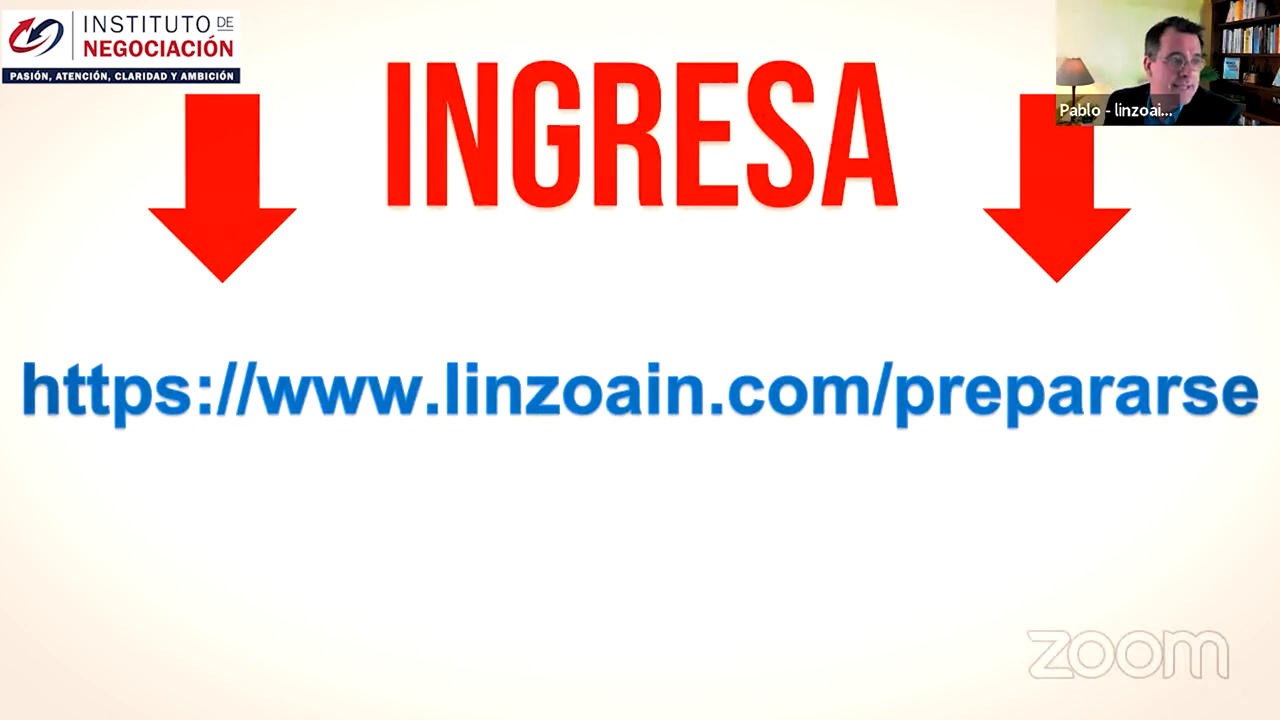 INSTITUTO DE
NEGOCIACIÓN
PASIÓN, ATENCIÓN, CLARIDAD Y AMBICIÓN
INGRESA
Pablo - linzoai...
https://www.linzoain.com/prepararse
zoom